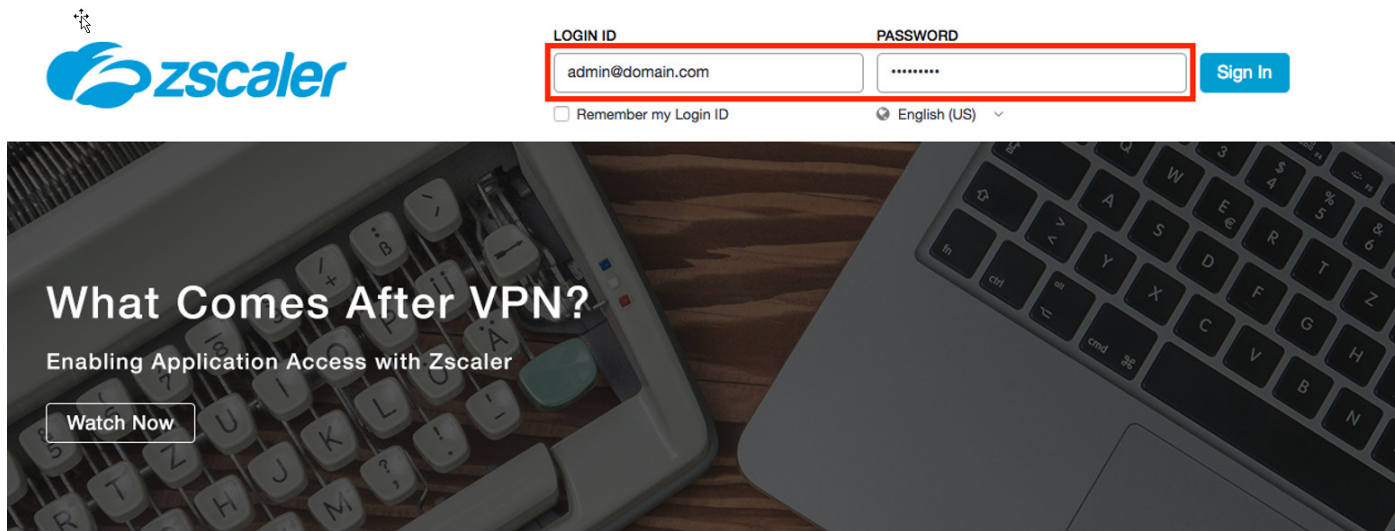 zscaler
LOGIN ID
PASSWORD
admin@domain.com
•••••••••
Sign In
Remember my Login ID
English (US)
What Comes After VPN?
Enabling Application Access with Zscaler
Watch Now